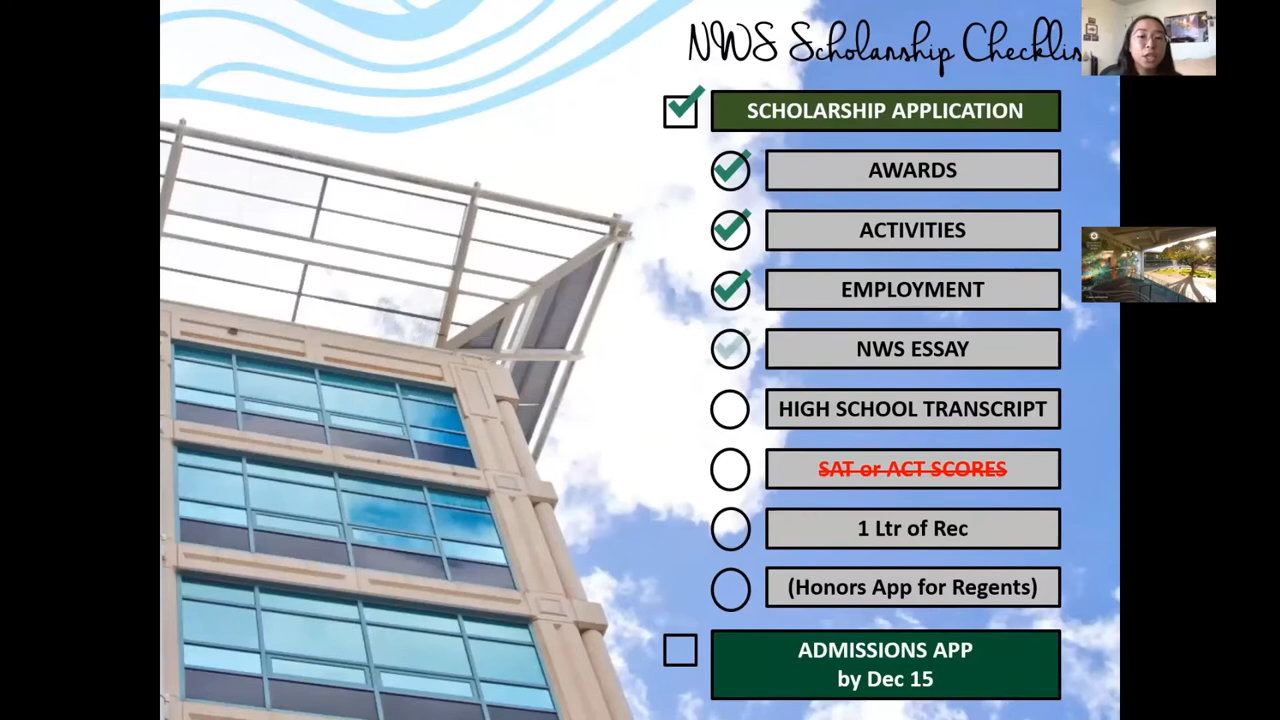 NWS Scholarship Checklis
SCHOLARSHIP APPLICATION
AWARDS
ACTIVITIES
EMPLOYMENT
NWS ESSAY
HIGH SCHOOL TRANSCRIPT
SAT or ACT SCORES
1 Ltr of Rec
(Honors App for Regents)
ADMISSIONS APP
by Dec 15